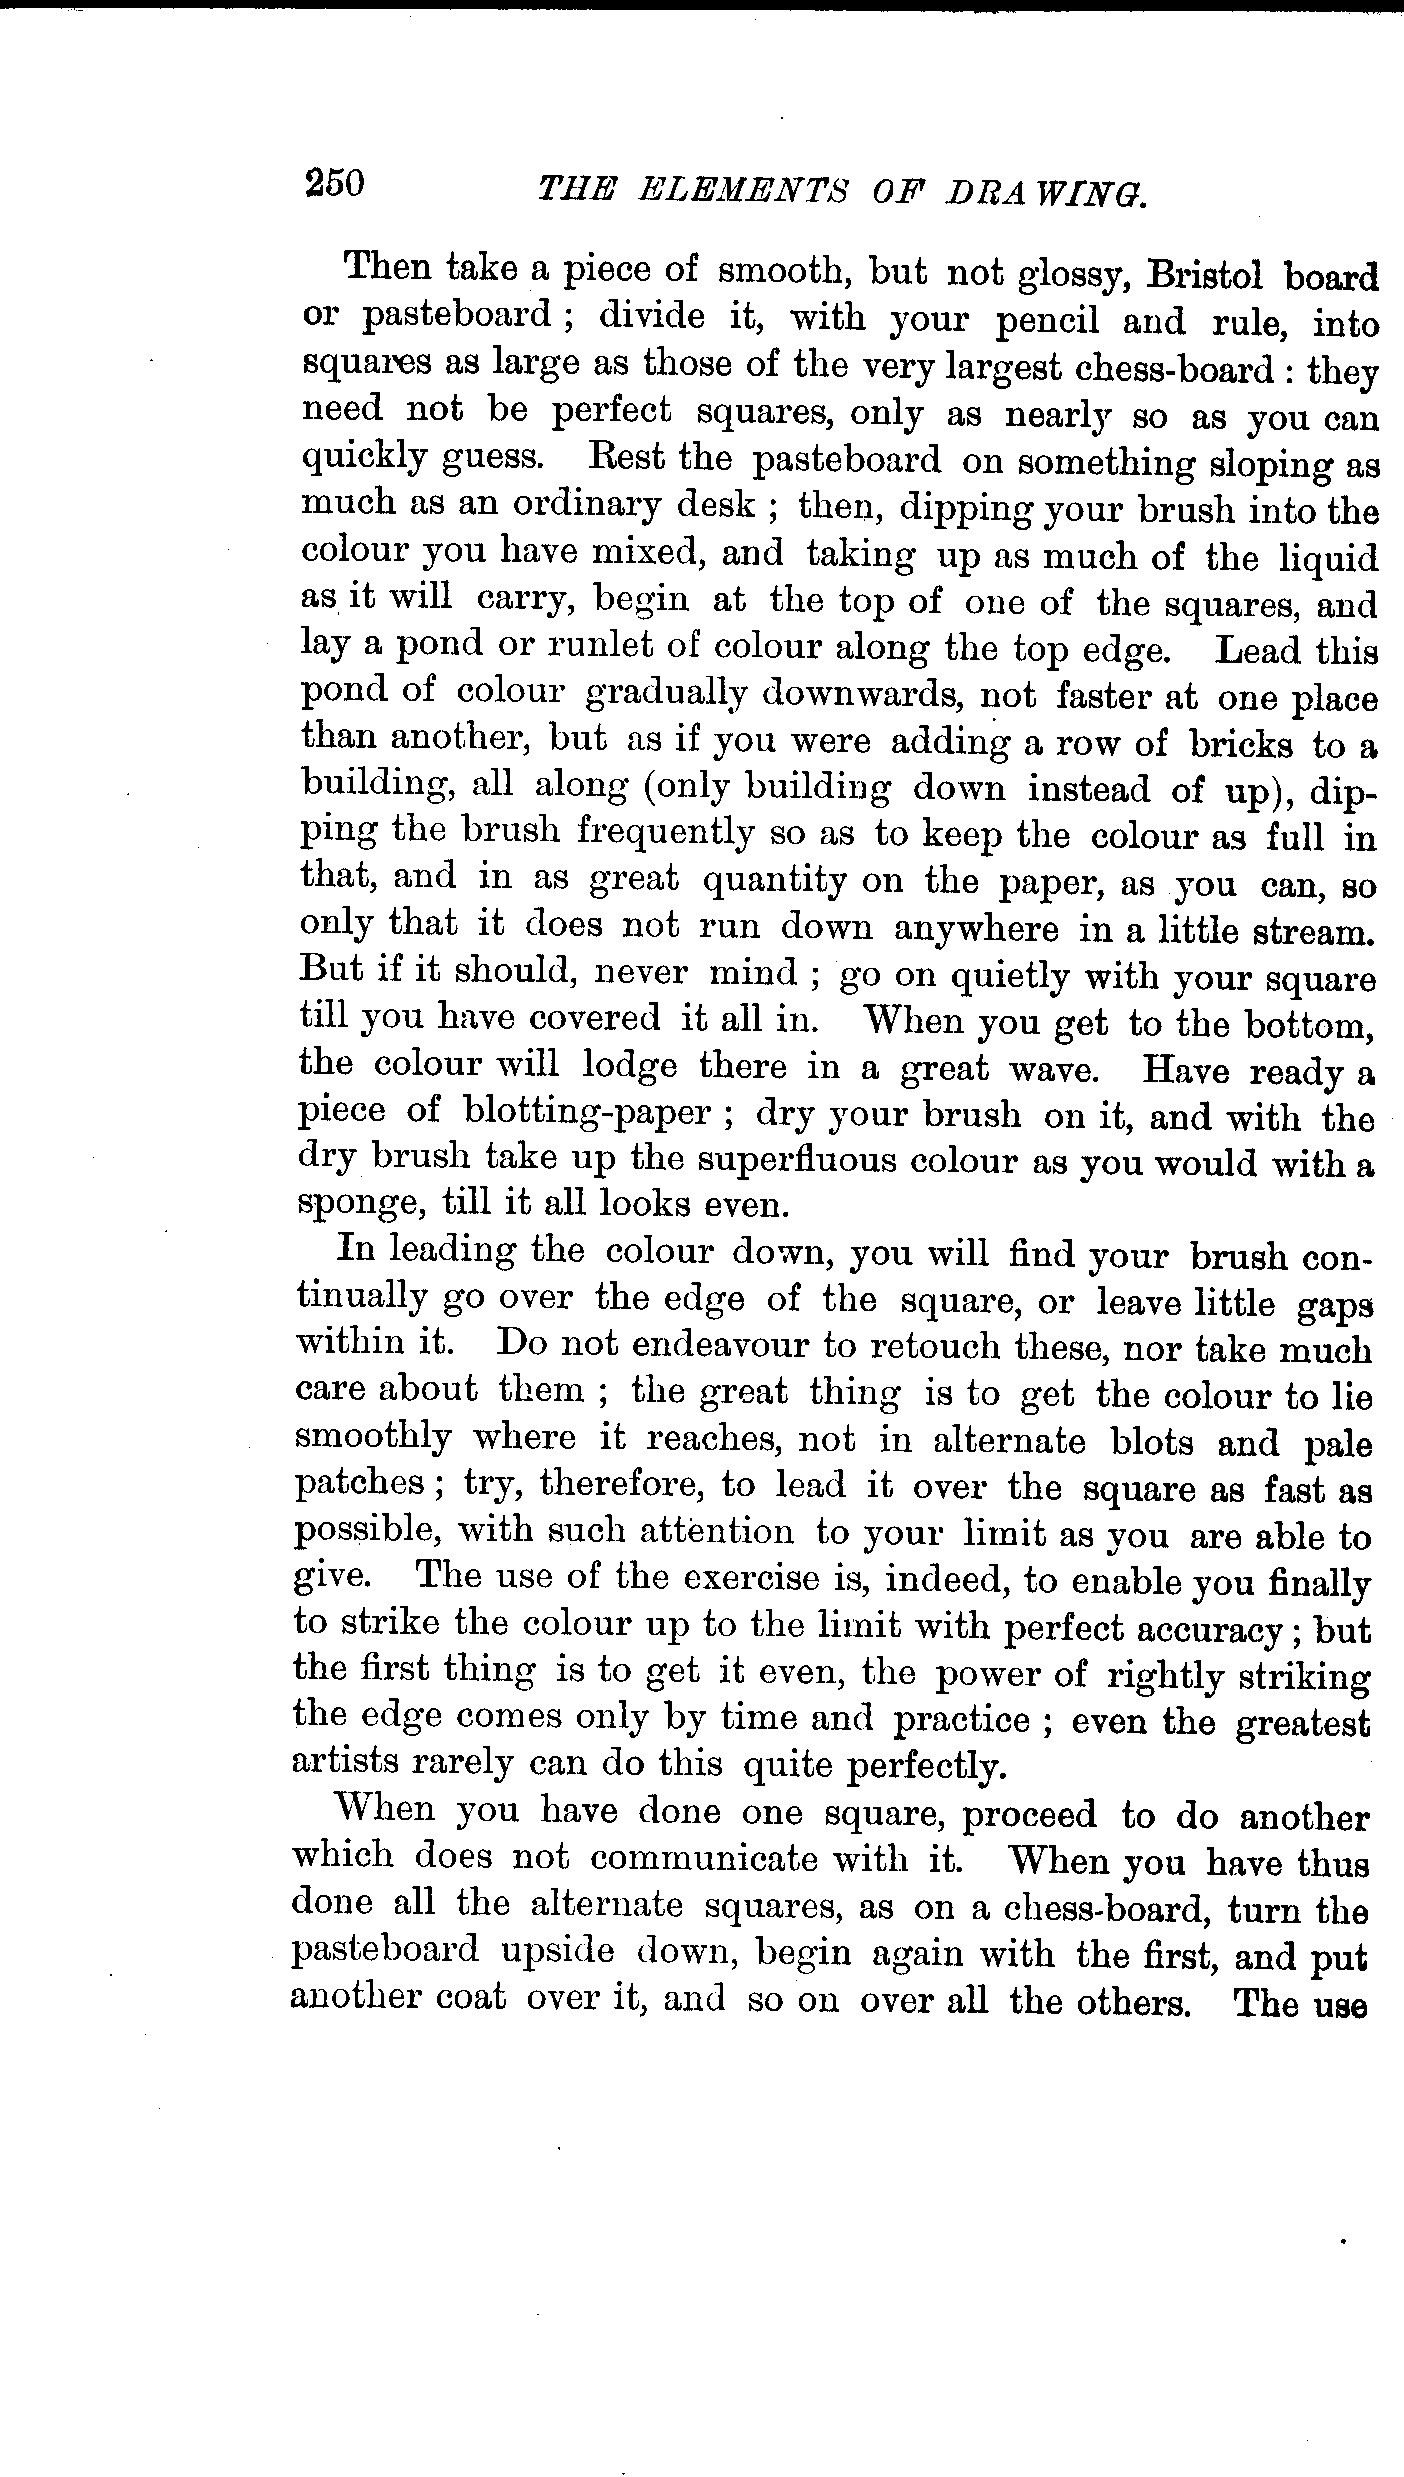 250 THE ELEMENTS OF DRAWING.
Then take a piece of smooth, but not glossy, Bristol board
or pasteboard ; divide it, with your pencil and rule, into
squares as large as those of the very largest chess-board : they
need not be perfect squares, only as nearly so as you can
quickly guess. Rest the pasteboard on something sloping as
much as an ordinary desk ; then, dipping your brush into the
colour you have mixed, and taking up as much of the liquid
as it will carry, begin at the top of one of the squares, and
lay a pond or runlet of colour along the top edge. Lead this
pond of colour gradually downwards, not faster at one place
than another, but as if you were adding a row of bricks to a
building, all along (only building down instead of up), dip-
ping the brush frequently so as to keep the colour as full in
that, and in as great quantity on the paper, as you can, so
only that it does not run down anywhere in a little stream.
But if it should, never mind ; go on quietly with your square
till you have covered it all in. When you get to the bottom,
the colour will lodge there in a great wave. Have ready a
piece of blotting-paper ; dry your brush on it, and with the
dry brush take up the superfluous colour as you would with a
sponge, till it all looks even.
In leading the colour down, you will find your brush con-
tinually go over the edge of the square, or leave little gaps
within it. Do not endeavour to retouch these, nor take much
care about them ; the great thing is to get the colour to lie
smoothly where it reaches, not in alternate blots and pale
patches ; try, therefore, to lead it over the square as fast as
possible, with such attention to your limit as you are able to
give. The use of the exercise is, indeed, to enable you finally
to strike the colour up to the limit with perfect accuracy ; but
the first thing is to get it even, the power of rightly striking
the edge comes only by time and practice ; even the greatest
artists rarely can do this quite perfectly.
When you have done one square, proceed to do another
which does not communicate with it. When you have thus
done all the alternate squares, as on a chess-board, turn the
pasteboard upside down, begin again with the first, and put
another coat over it, and so on over all the others. The use